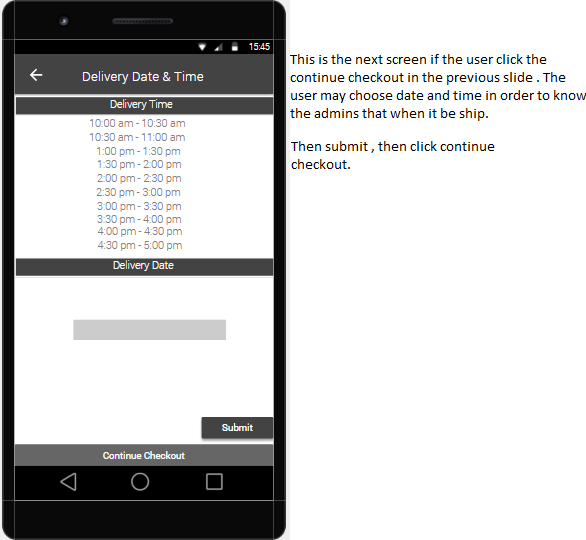 15:45
Delivery Date & Time
Delivery Time
10:00 am - 10:30 am
10:30 am - 11:00 am
1:00 pm - 1:30 pm
1:30 pm - 2:00 pm
2:00 pm - 2:30 pm
2:30 pm - 3:00 pm
3:00 pm - 3:30 pm
3:30 pm - 4:00 pm
4:00 pm - 4:30 pm
4:30 pm - 5:00 pm
Delivery Date
Submit
Continue Checkout
This is the next screen if the user click the
continue checkout in the previous slide . The
user may choose date and time in order to know
the admins that when it be ship.
Then submit , then click continue
checkout.